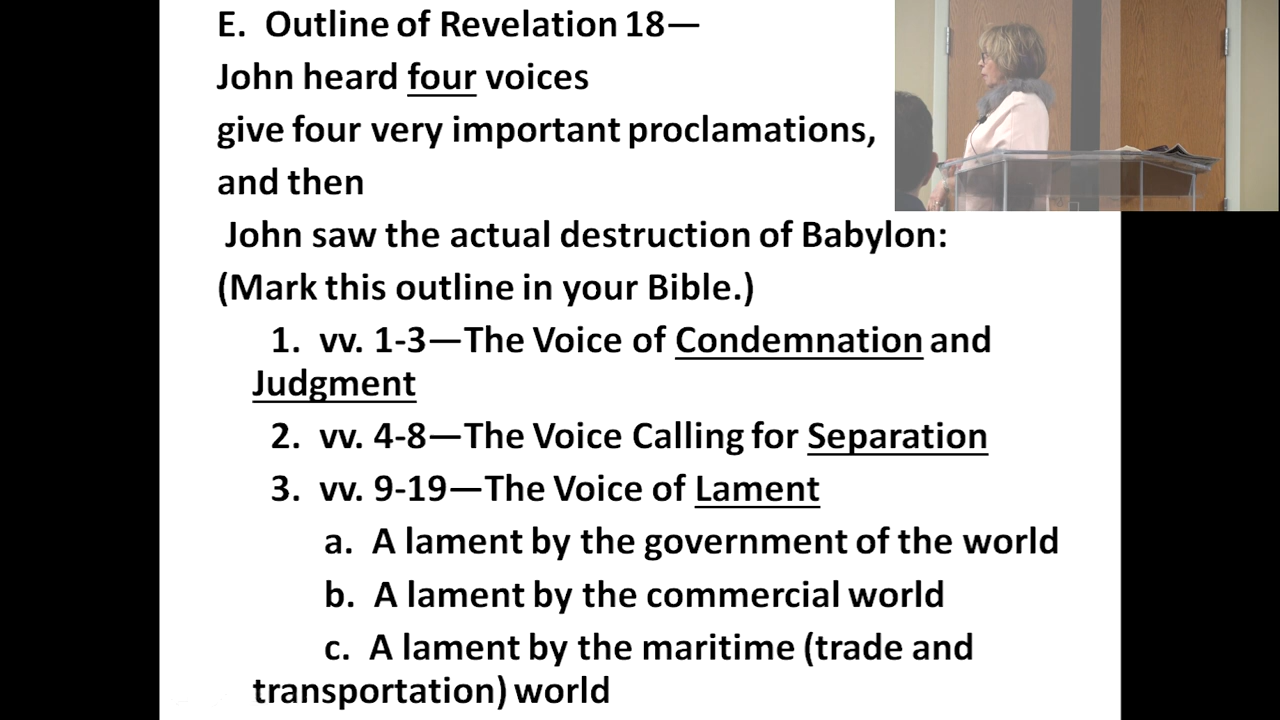 E. Outline of Revelation 18—
John heard four voices
give four very important proclamations,
and then
John saw the actual destruction of Babylon:
(Mark this outline in your Bible.)
1. vv. 1-3—The Voice of Condemnation and
Judgment
2. vv. 4-8—The Voice Calling for Separation
3. vv. 9-19—The Voice of Lament
a. A lament by the government of the world
b. A lament by the commercial world
c. A lament by the maritime (trade and
transportation) world